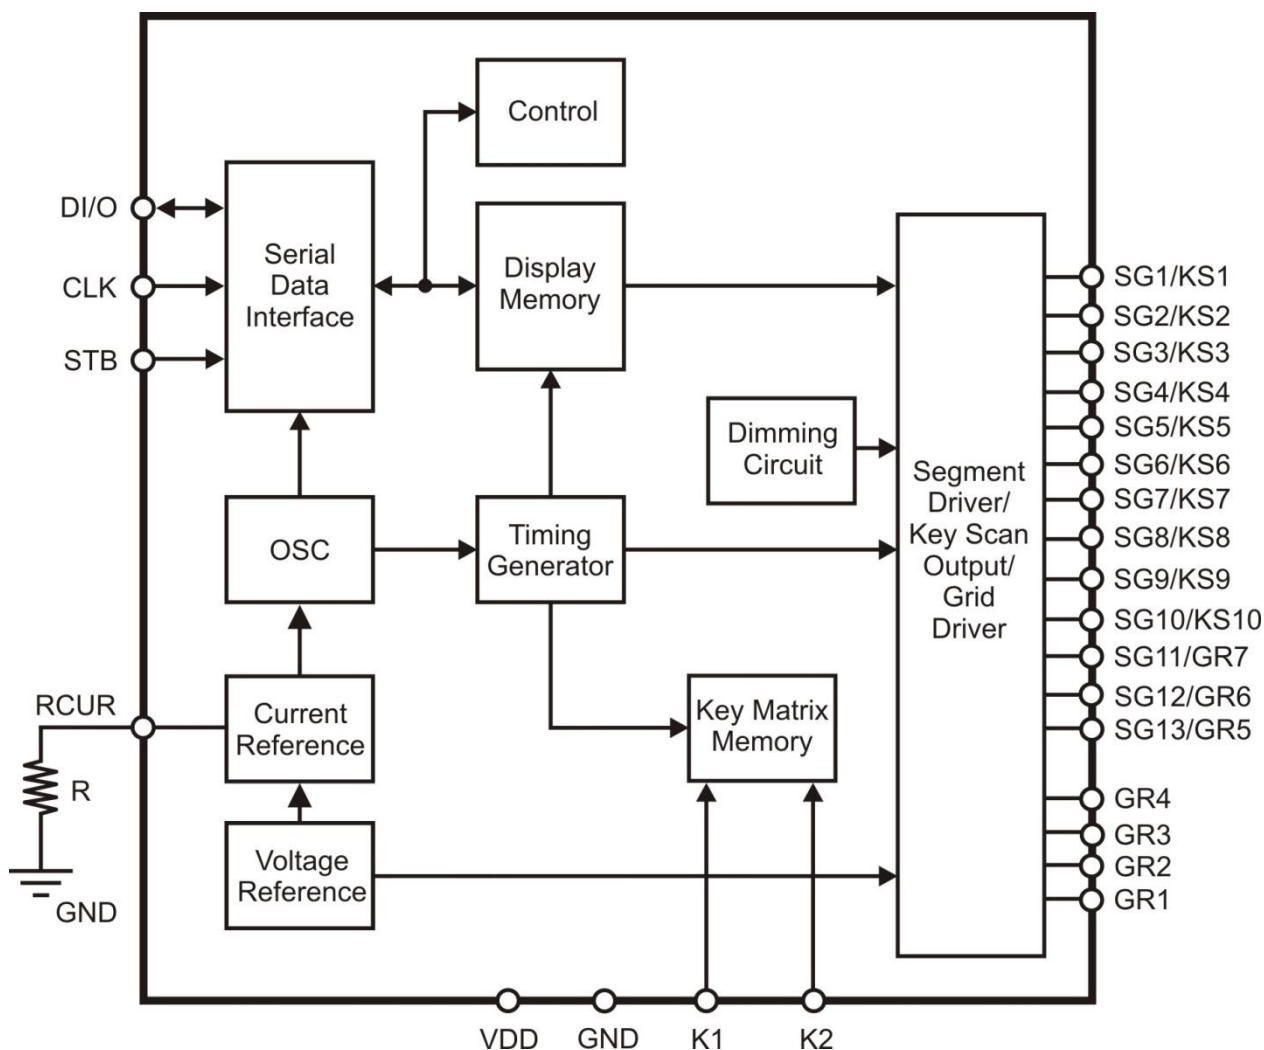 Control
DI/O
CLK
STB
Serial
Data
Interface
Display
Memory
Dimming
Circuit
OSC
Timing
Generator
RCUR
R
GND
Current
Reference
Voltage
Reference
Key Matrix
Memory
Segment
Driver/
Key Scan
Output/
Grid
Driver
SG1/KS1
SG2/KS2
SG3/KS3
SG4/KS4
SG5/KS5
SG6/KS6
SG7/KS7
SG8/KS8
SG9/KS9
SG10/KS10
SG11/GR7
SG12/GR6
SG13/GR5
GR4
GR3
GR2
GR1
VDD
GND
K1
K2